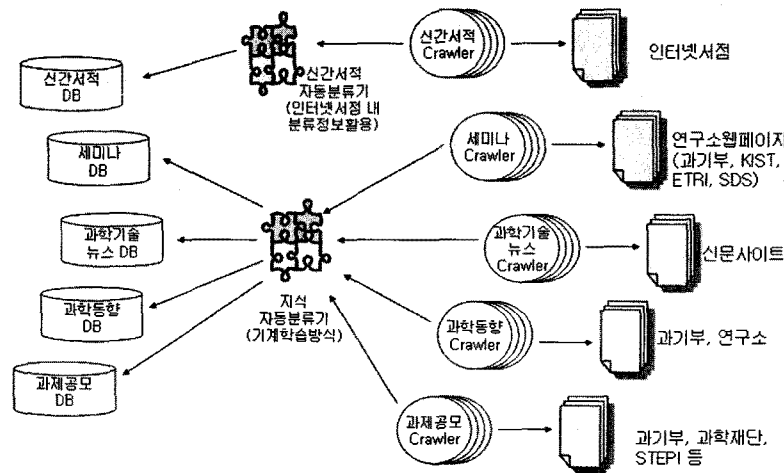 신간서적
Crawler
인터넷서점
신간서적
DB
신간서적
자동분류기
(인터넷서점 내
분류정보활용)
세미나
DB
세미나
Crawler
연구소웹페이지
(과기부, KIST,
ETRI, SDS)
과학기술
뉴스 DB
과학기술
뉴스
Crawler
신문사이트
지식
자동분류기
(기계학습방식)
과학동향
DB
과학동향
Crawler
과기부, 연구소
과제공모
DB
과제공모
Crawler
과기부, 과학재단,
STEPI 등